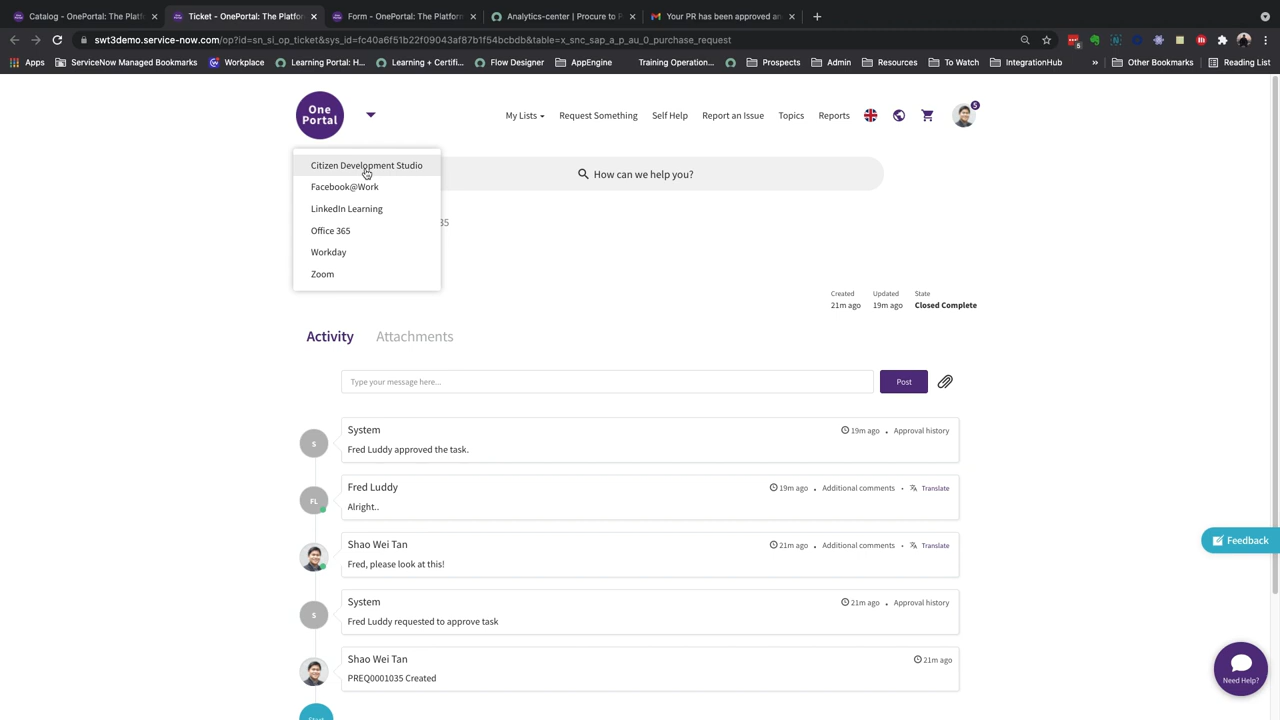 Catalog - OnePortal: The Platf
Ticket - OnePortal: The Platform
Form - OnePortal: The Platform
Analytics-center | Procure to P
Your PR has been approved an
swt3demo.service-now.com/op?id=sn_si_op_ticket&sys_id=fc40a6f51b22f09043af87b1f54bcbdb&table=x_snc_sap_a_p_au_0_purchase_request
5
Apps ServiceNow Managed Bookmarks Workplace Learning Portal: H... Learning + Certifi... Flow Designer AppEngine Training Operation... Prospects Admin Resources To Watch IntegrationHub » Other Bookmarks Reading List
One
Portal
My Lists Request Something Self Help Report an Issue Topics Reports
5
Citizen Development Studio
Facebook@Work
LinkedIn Learning
Office 365
Workday
Zoom
How can we help you?
35
Created Updated State
21m ago 19m ago Closed Complete
Activity Attachments
Type your message here...
Post
S
System
19m ago • Approval history
Fred Luddy approved the task.
FL
Fred Luddy
19m ago • Additional comments • Translate
Alright..
Shao Wei Tan
21m ago • Additional comments • Translate
Fred, please look at this!
S
System
21m ago • Approval history
Fred Luddy requested to approve task
Shao Wei Tan
21m ago
PREQ0001035 Created
Start
Feedback
Need Help?